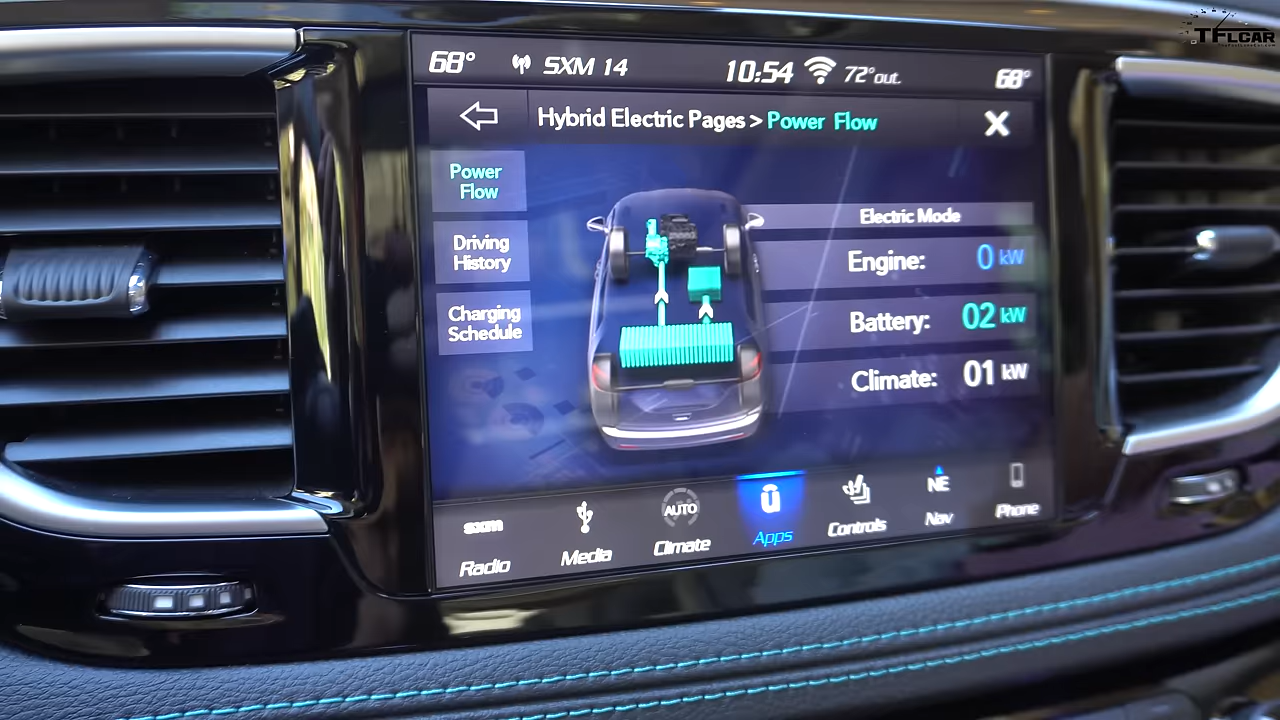 TFLCAR
68° SXM 14 10:54 72° out. 68°
Hybrid Electric Pages > Power Flow X
Power
Flow
Driving
History
Charging
Schedule
Electric Mode
Engine: 0 kW
Battery: 02 kW
Climate: 01 kW
sxm
Radio
Media
AUTO
Climate
ū
Apps
Controls
NE
Nav
Phone